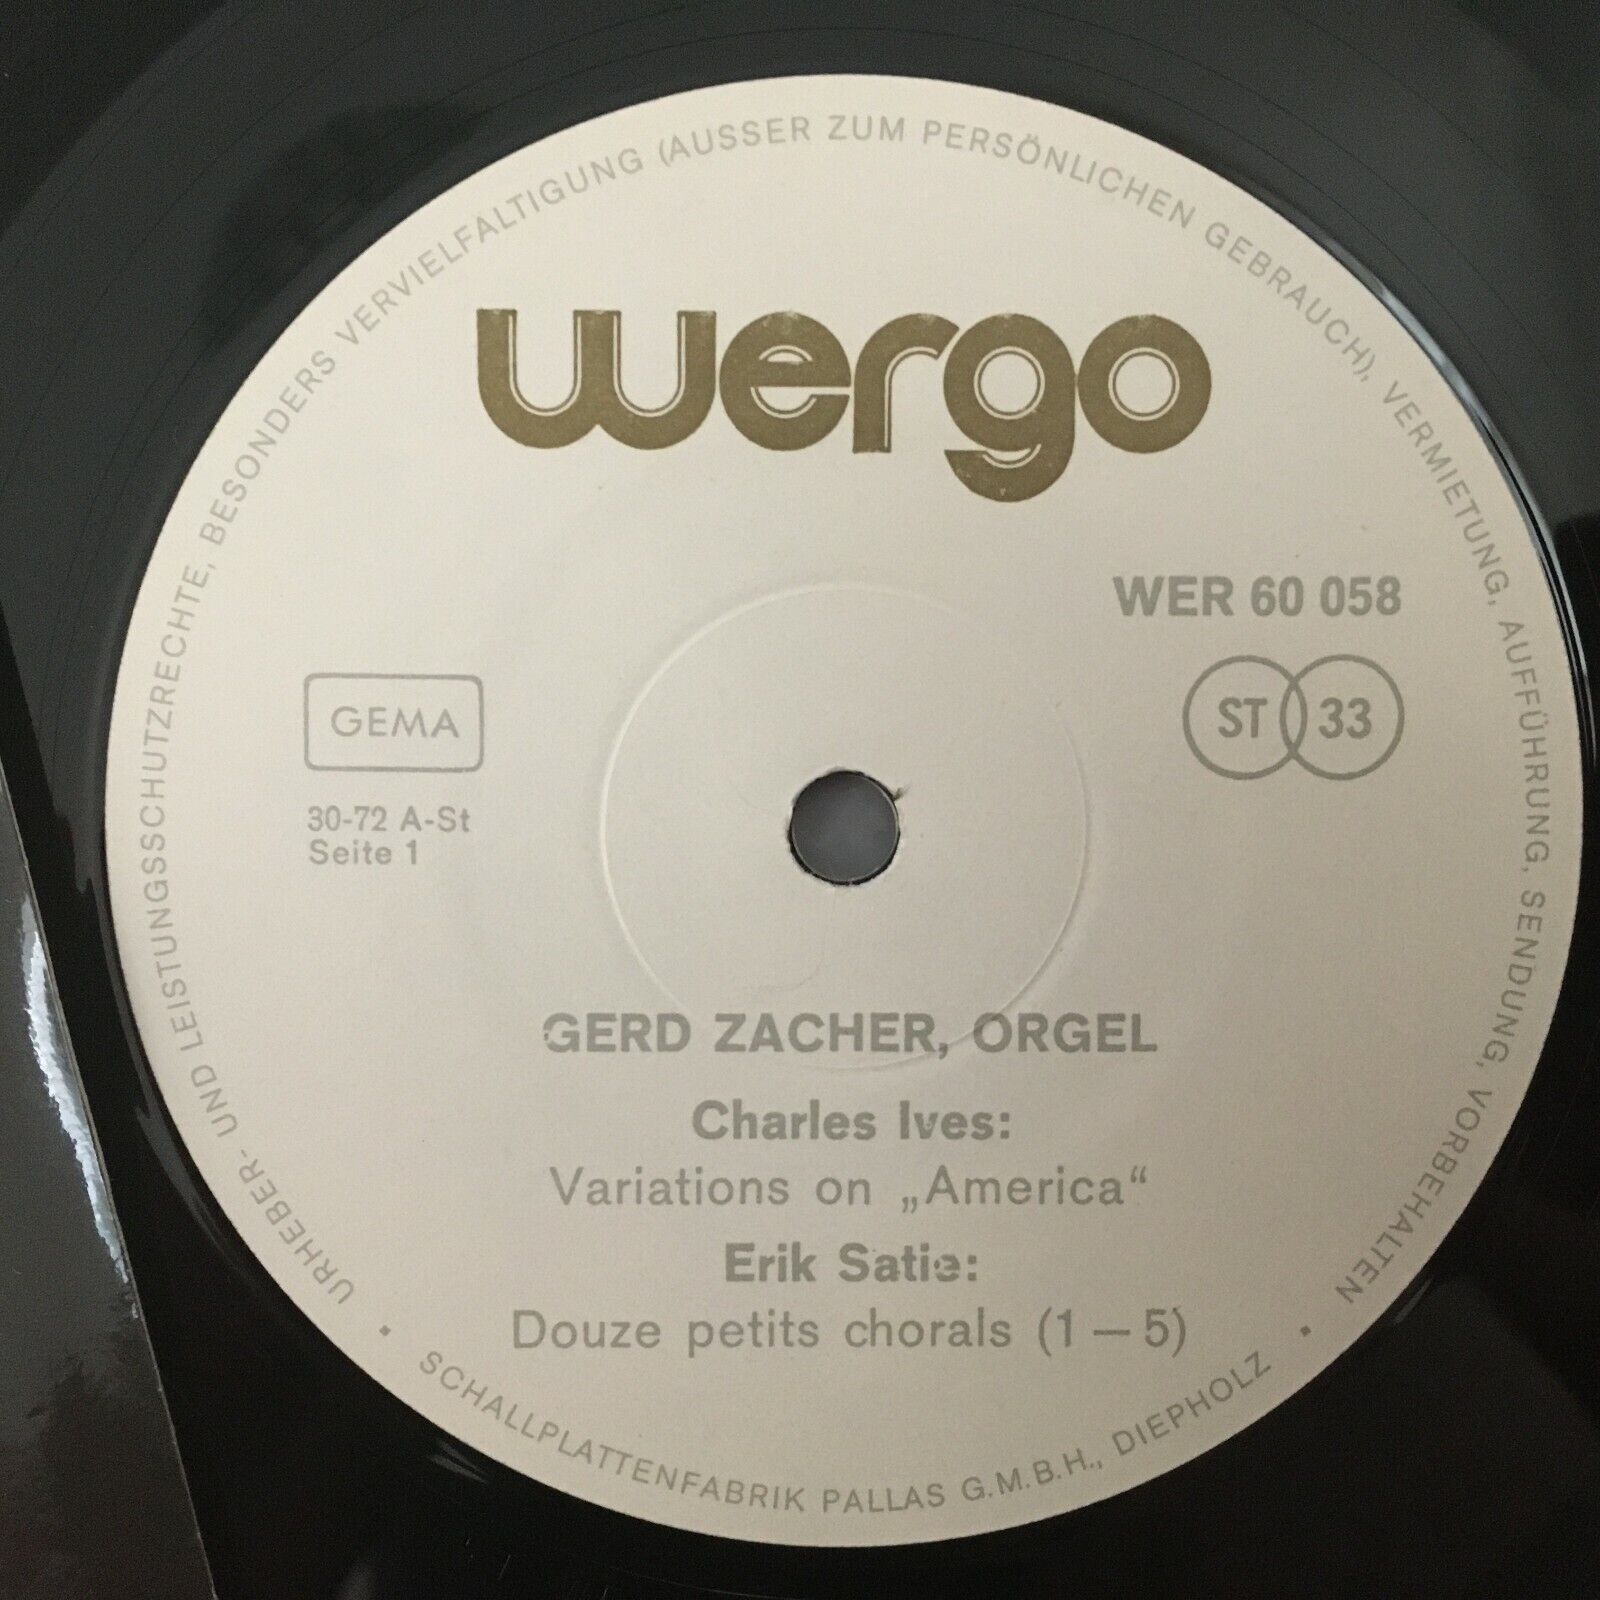 URHEBER- UND LEISTUNGSSCHUTZRECHTE, BESONDERS VERVIELFÄLTIGUNG (AUSSER ZUM PERSÖNLICHEN GEBRAUCH), VERMIETUNG, AUFFÜHRUNG, SENDUNG, VORBEHALTEN
wergo
WER 60 058
GEMA
ST 33
30-72 A-St
Seite 1
GERD ZACHER, ORGEL
Charles Ives:
Variations on „America“
Erik Satie:
Douze petits chorals (1 — 5)
• SCHALLPLATTENFABRIK PALLAS G.M.B.H., DIEPHOLZ •